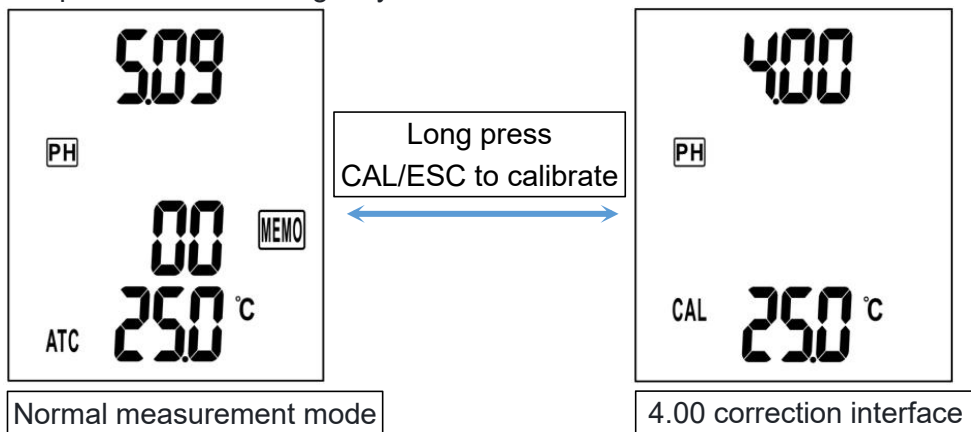 5.09
PH
00 MEMO
ATC 25.0 °C
Long press
CAL/ESC to calibrate
4.00
PH
CAL 25.0 °C
Normal measurement mode
4.00 correction interface